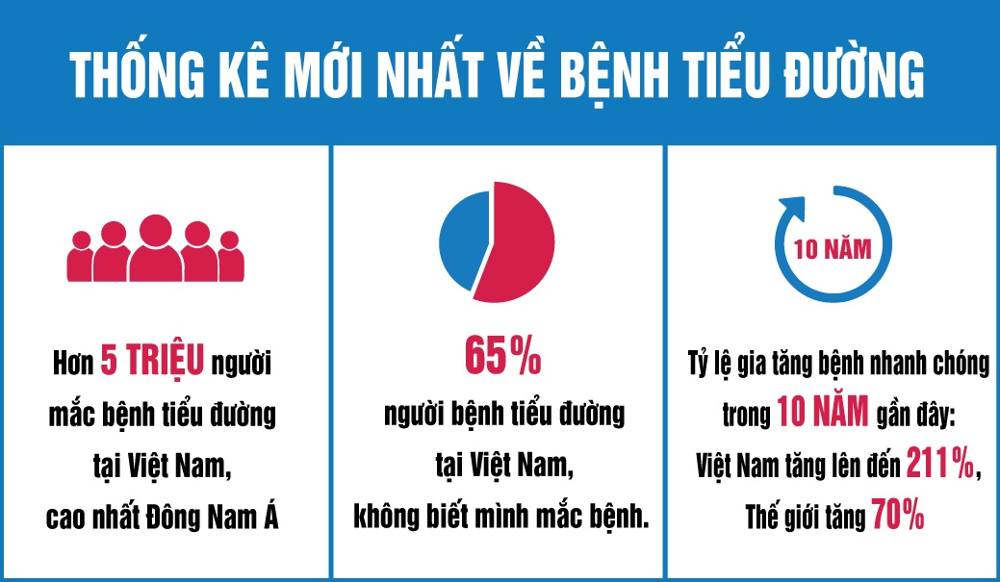 THỐNG KÊ MỚI NHẤT VỀ BỆNH TIỂU ĐƯỜNG
Hơn 5 TRIỆU người
mắc bệnh tiểu đường
tại Việt Nam,
cao nhất Đông Nam Á
65%
người bệnh tiểu đường
tại Việt Nam,
không biết mình mắc bệnh.
10 NĂM
Tỷ lệ gia tăng bệnh nhanh chóng
trong 10 NĂM gần đây:
Việt Nam tăng lên đến 211%,
Thế giới tăng 70%